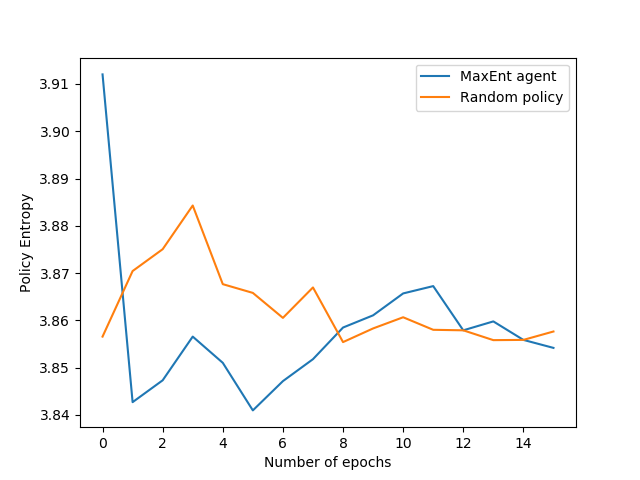 MaxEnt agent
Random policy
Policy Entropy
3.91
3.90
3.89
3.88
3.87
3.86
3.85
3.84
0 2 4 6 8 10 12 14
Number of epochs